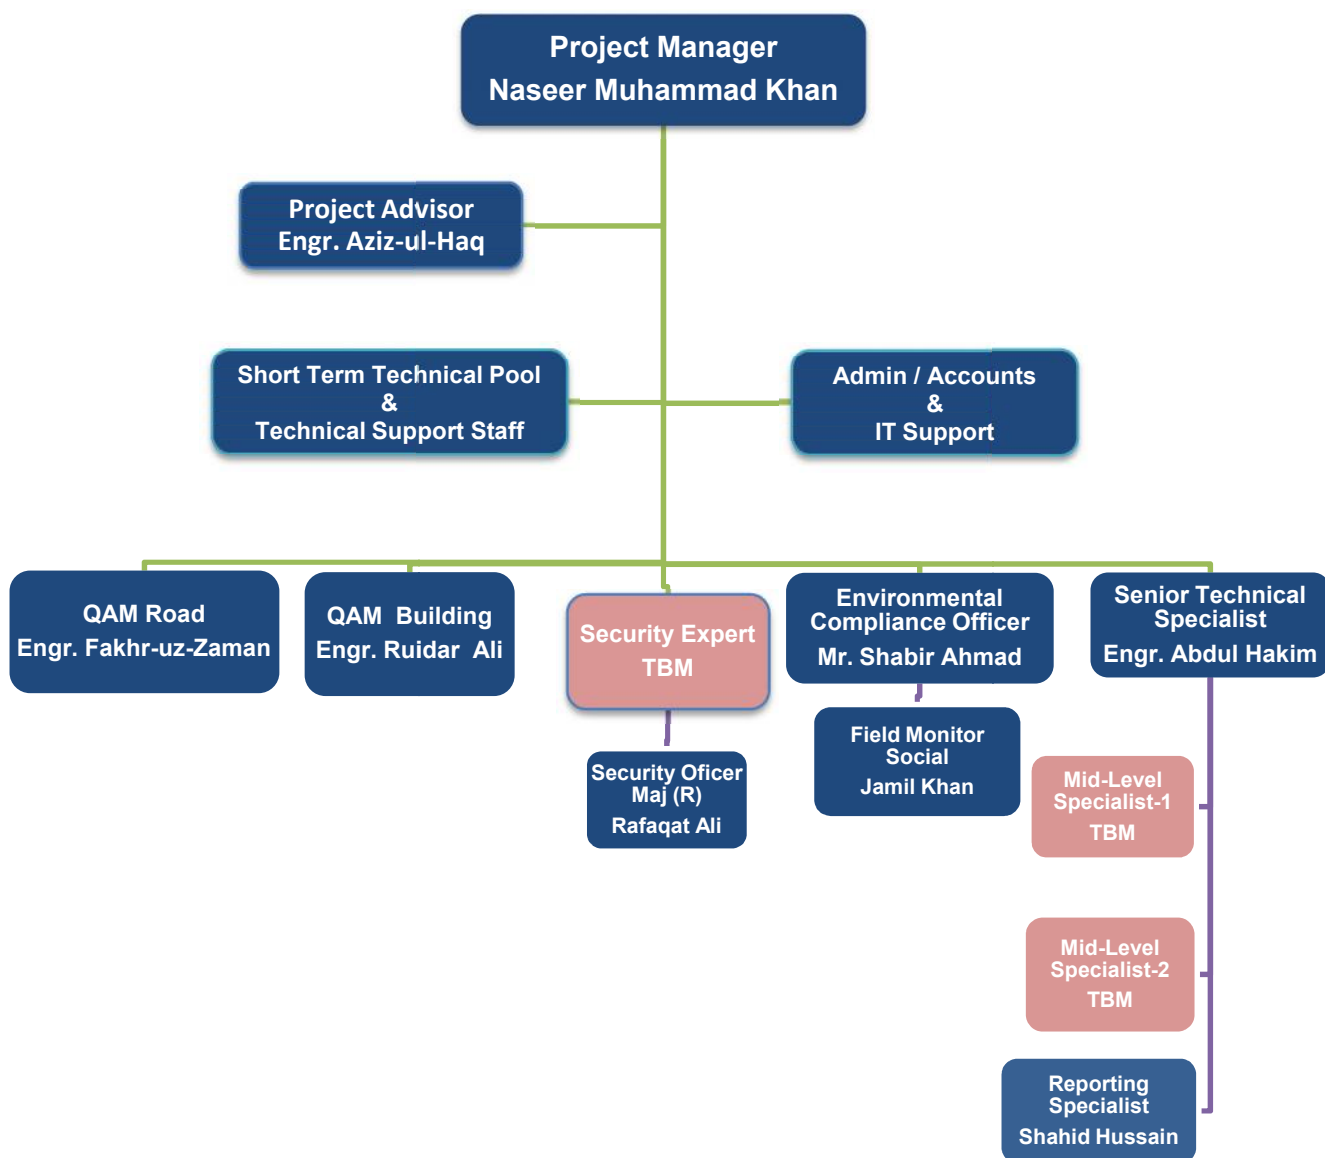 Project Manager
Naseer Muhammad Khan
Project Advisor
Engr. Aziz-ul-Haq
Short Term Technical Pool
&
Technical Support Staff
Admin / Accounts
&
IT Support
QAM Road
Engr. Fakhr-uz-Zaman
QAM Building
Engr. Ruidar Ali
Security Expert
TBM
Environmental
Compliance Officer
Mr. Shabir Ahmad
Senior Technical
Specialist
Engr. Abdul Hakim
Security Oficer
Maj (R)
Rafaqat Ali
Field Monitor
Social
Jamil Khan
Mid-Level
Specialist-1
TBM
Mid-Level
Specialist-2
TBM
Reporting
Specialist
Shahid Hussain